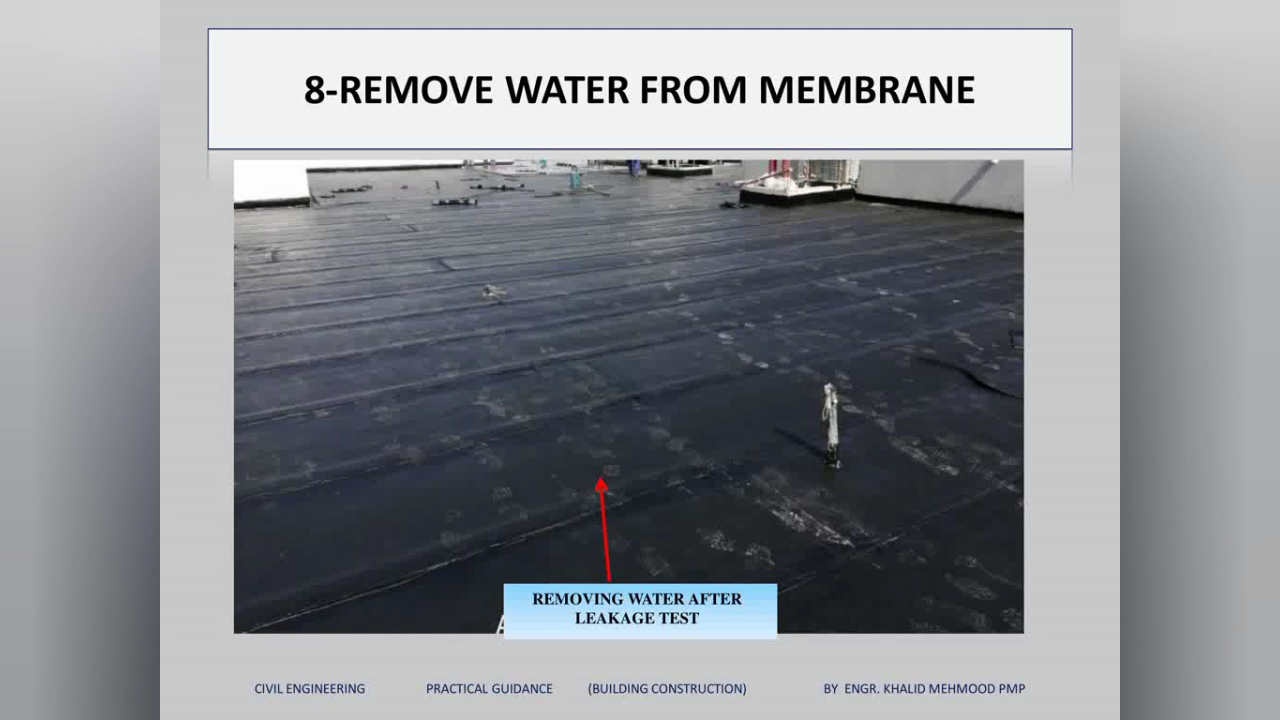 8-REMOVE WATER FROM MEMBRANE
REMOVING WATER AFTER
LEAKAGE TEST
CIVIL ENGINEERING PRACTICAL GUIDANCE (BUILDING CONSTRUCTION) BY ENGR. KHALID MEHMOOD PMP